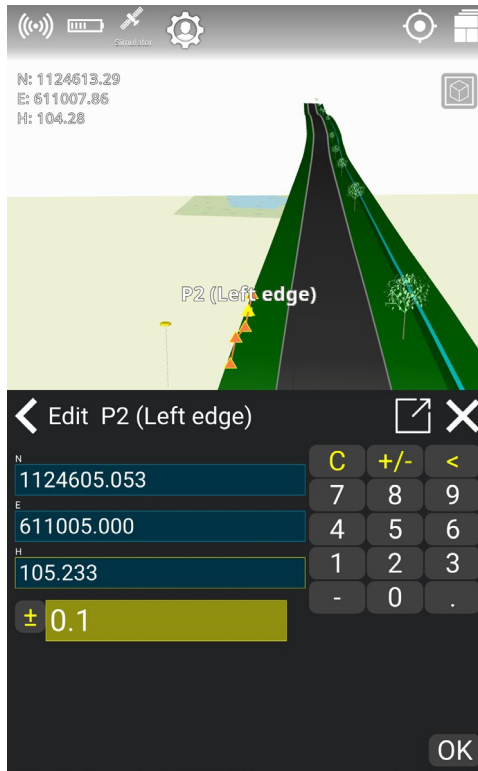 Simulator
N: 1124613.29
E: 611007.86
H: 104.28
P2 (Left edge)
Edit P2 (Left edge)
N
1124605.053
E
611005.000
H
105.233
± 0.1
C +/- <
7 8 9
4 5 6
1 2 3
- 0 .
OK